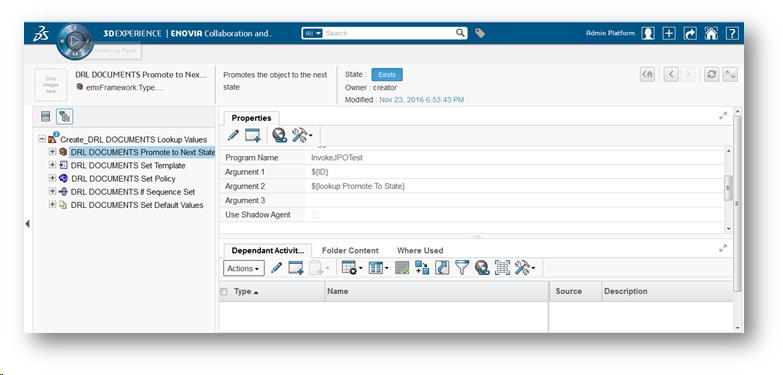 3DEXPERIENCE | ENOVIA Collaboration and..
All
Search
Admin Platform
Drop
images
here
DRL DOCUMENTS Promote to Nex...
emxFramework.Type....
Promotes the object to the next
state
State : Exists
Owner : creator
Modified : Nov 23, 2016 6:53:43 PM
Create_DRL DOCUMENTS Lookup Values
DRL DOCUMENTS Promote to Next State
DRL DOCUMENTS Set Template
DRL DOCUMENTS Set Policy
DRL DOCUMENTS If Sequence Set
DRL DOCUMENTS Set Default Values
Properties
Program Name InvokeJPOTest
Argument 1 ${ID}
Argument 2 ${lookup:Promote To State}
Argument 3
Use Shadow Agent
Dependant Activit... Folder Content Where Used
Actions
Type Name Source Description